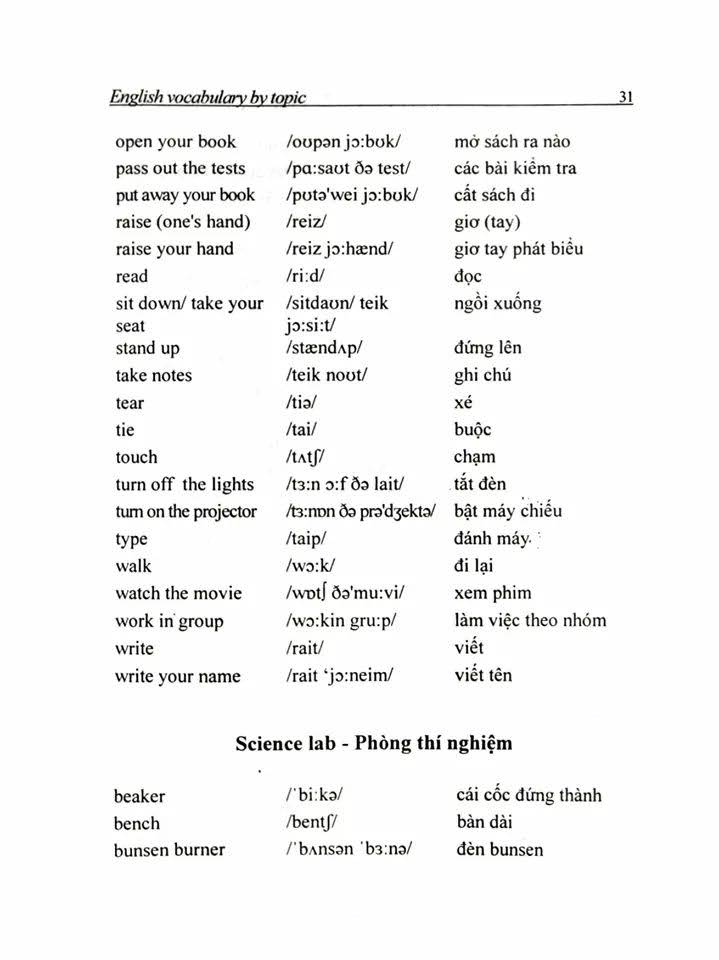 English vocabulary by topic 31
open your book /oʊpən jɔ:bʊk/ mở sách ra nào
pass out the tests /pɑ:saʊt ðə test/ các bài kiểm tra
put away your book /pʊtə'wei jɔ:bʊk/ cất sách đi
raise (one's hand) /reiz/ giơ (tay)
raise your hand /reiz jɔ:hænd/ giơ tay phát biểu
read /ri:d/ đọc
sit down/ take your /sitdaʊn/ teik ngồi xuống
seat jɔ:si:t/
stand up /stændʌp/ đứng lên
take notes /teik noʊt/ ghi chú
tear /tiə/ xé
tie /tai/ buộc
touch /tʌtʃ/ chạm
turn off the lights /tɜ:n ɔ:f ðə lait/ tắt đèn
turn on the projector /tɜ:nɒn ðə prə'dʒektə/ bật máy chiếu
type /taip/ đánh máy
walk /wɔ:k/ đi lại
watch the movie /wɒtʃ ðə'mu:vi/ xem phim
work in group /wɔ:kin gru:p/ làm việc theo nhóm
write /rait/ viết
write your name /rait ‘jɔ:neim/ viết tên
Science lab - Phòng thí nghiệm
beaker /ˈbi:kə/ cái cốc đứng thành
bench /bentʃ/ bàn dài
bunsen burner /ˈbʌnsən ˈbɜ:nə/ đèn bunsen